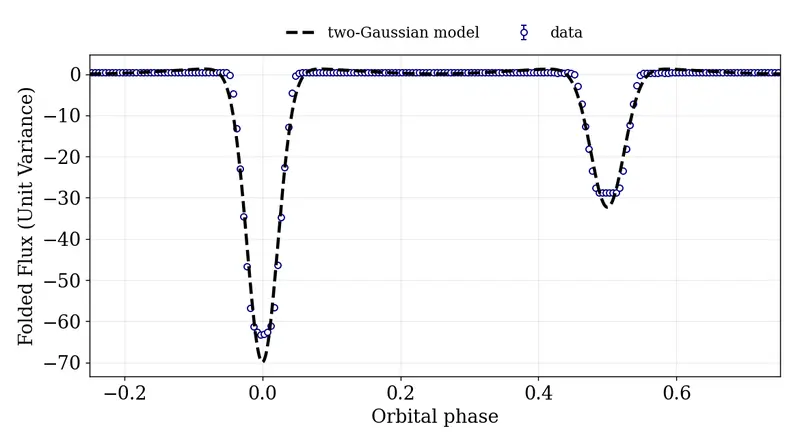 two-Gaussian model data
Folded Flux (Unit Variance)
0
−10
−20
−30
−40
−50
−60
−70
−0.2 0.0 0.2 0.4 0.6
Orbital phase